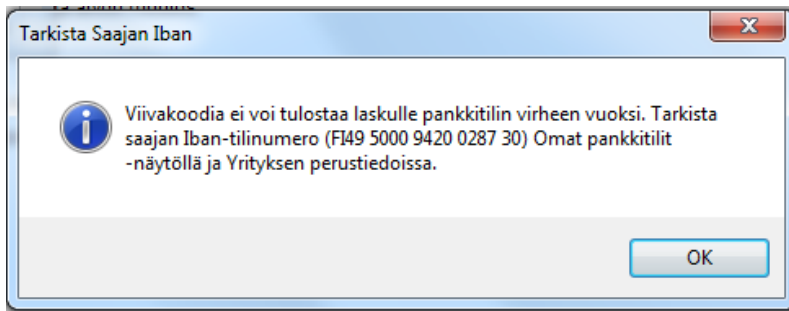 Tarkista Saajan Iban
Viivakoodia ei voi tulostaa laskulle pankkitilin virheen vuoksi. Tarkista
saajan Iban-tilinumero (FI49 5000 9420 0287 30) Omat pankkitilit
-näytöllä ja Yrityksen perustiedoissa.
OK